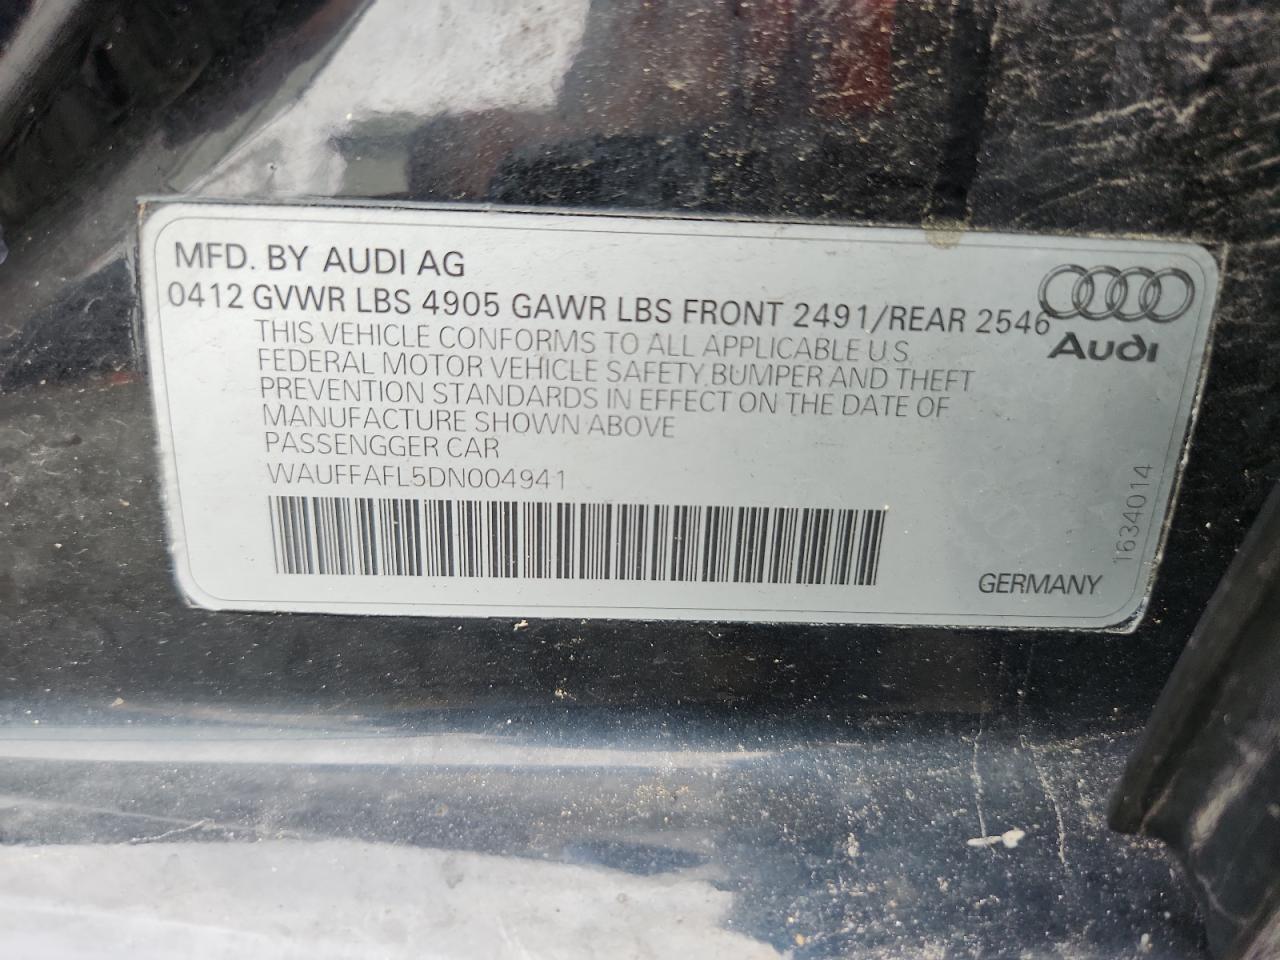 MFD. BY AUDI AG
0412 GVWR LBS 4905 GAWR LBS FRONT 2491/REAR 2546
THIS VEHICLE CONFORMS TO ALL APPLICABLE U.S.
FEDERAL MOTOR VEHICLE SAFETY, BUMPER AND THEFT
PREVENTION STANDARDS IN EFFECT ON THE DATE OF
MANUFACTURE SHOWN ABOVE
PASSENGGER CAR
WAUFFAFL5DN004941
Audi
1634014
GERMANY